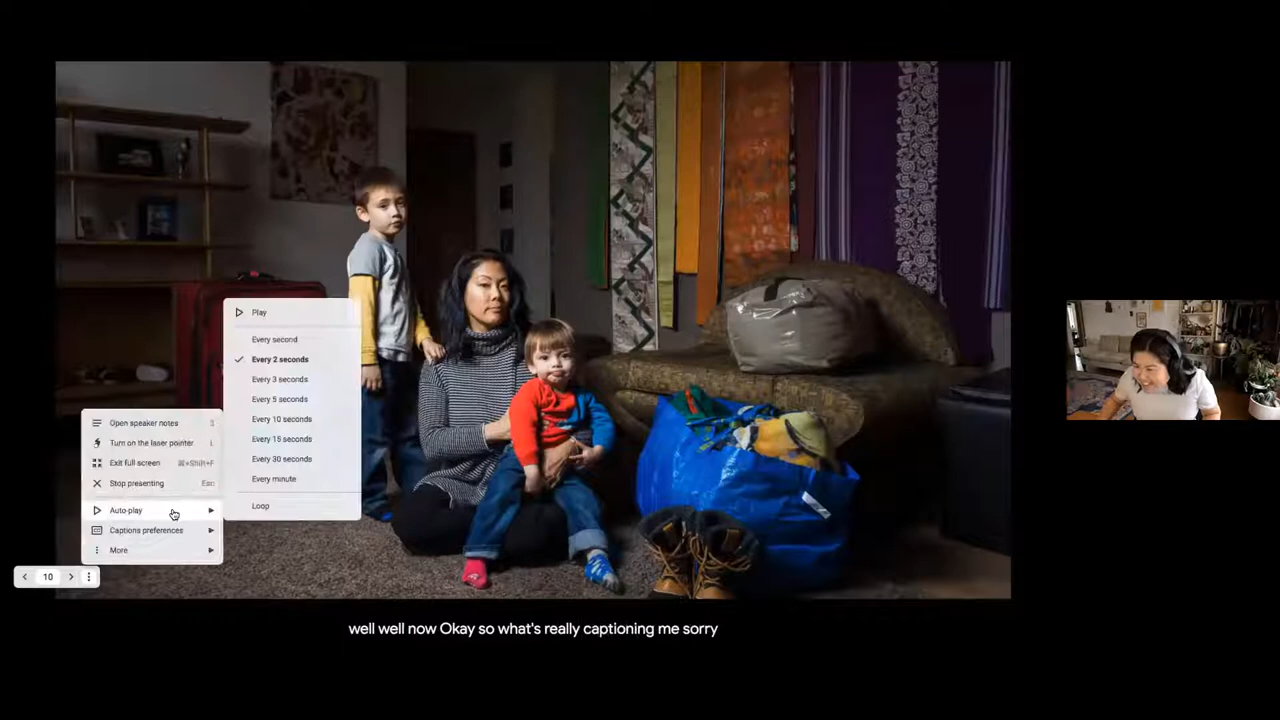 Play
Every second
Every 2 seconds
Every 3 seconds
Every 5 seconds
Every 10 seconds
Every 15 seconds
Every 30 seconds
Every minute
Loop
Open speaker notes S
Turn on the laser pointer L
Exit full-screen ⌘+Shift+F
Stop presenting Esc
Auto-play
Captions preferences
More
10
well well now Okay so what's really captioning me sorry